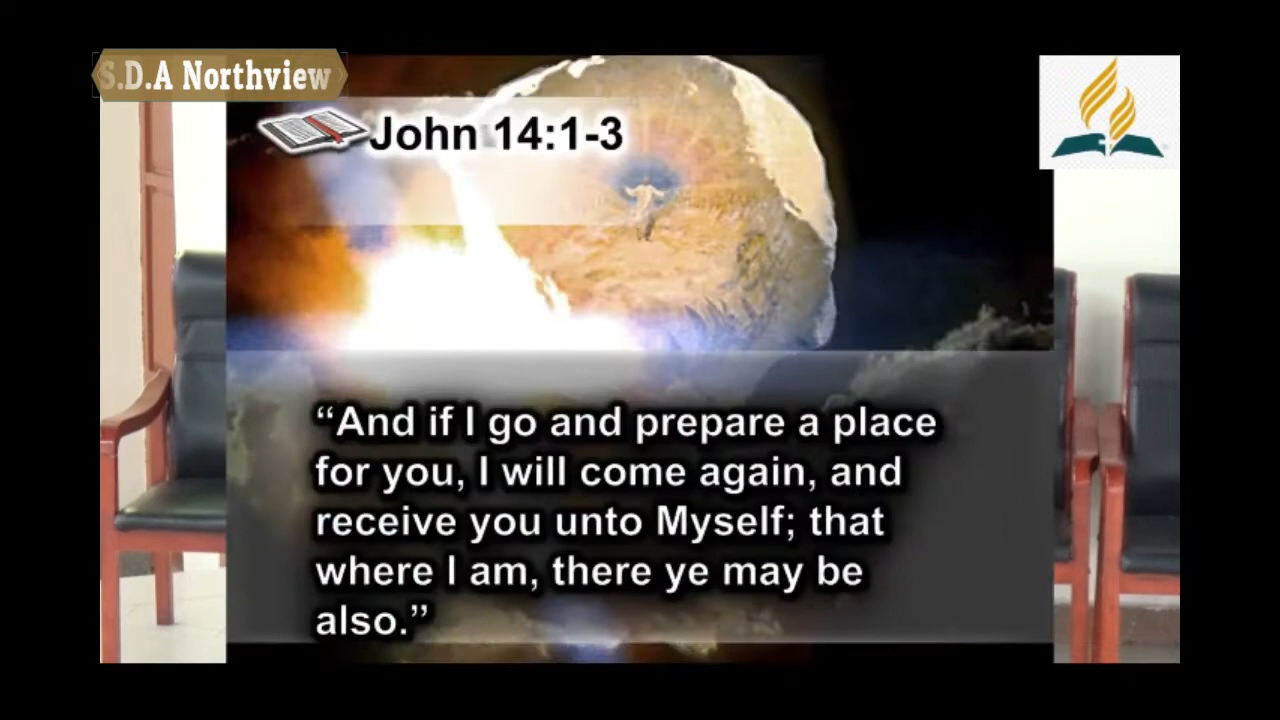 S.D.A Northview
John 14:1-3
“And if I go and prepare a place
for you, I will come again, and
receive you unto Myself; that
where I am, there ye may be
also.”